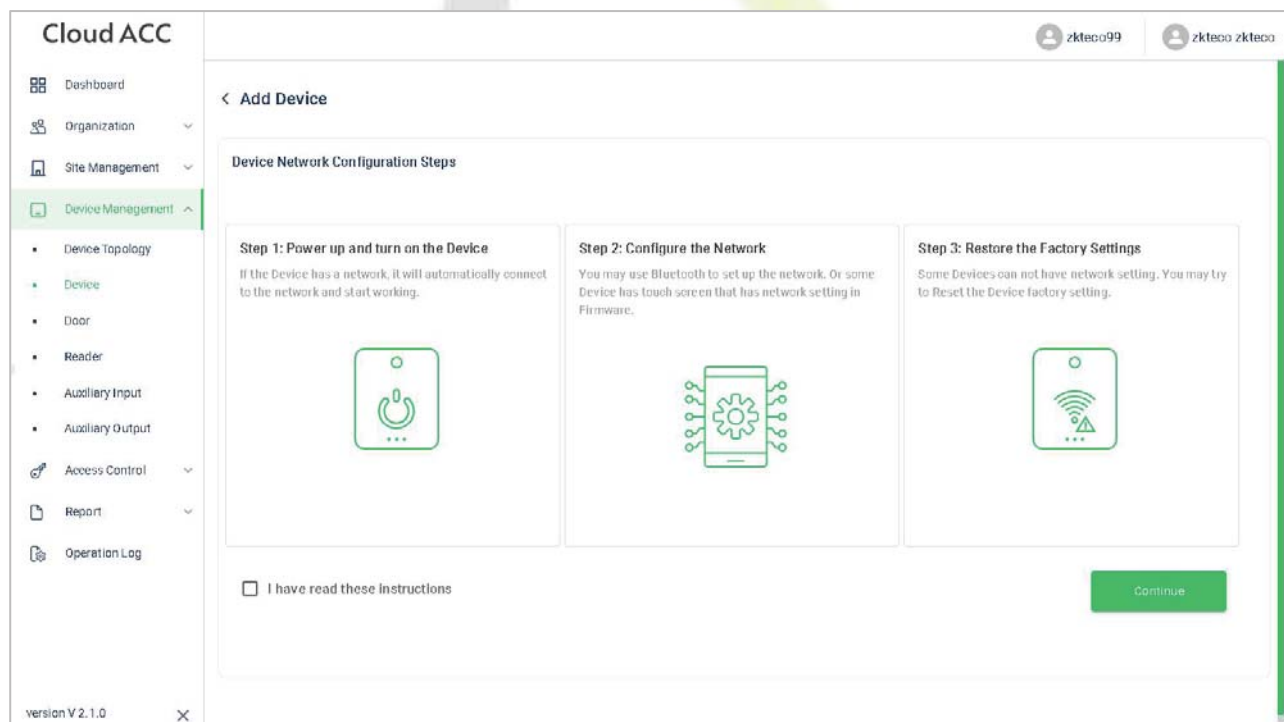 Cloud ACC
zkteco99
zkteco zkteco
Dashboard
Organization
Site Management
Device Management
Device Topology
Device
Door
Reader
Auxiliary Input
Auxiliary Output
Access Control
Report
Operation Log
version V 2.1.0
< Add Device
Device Network Configuration Steps
Step 1: Power up and turn on the Device
If the Device has a network, it will automatically connect
to the network and start working.
Step 2: Configure the Network
You may use Bluetooth to set up the network. Or some
Device has touch screen that has network setting in
Firmware.
Step 3: Restore the Factory Settings
Some Devices can not have network setting. You may try
to Reset the Device factory setting.
I have read these instructions
Continue